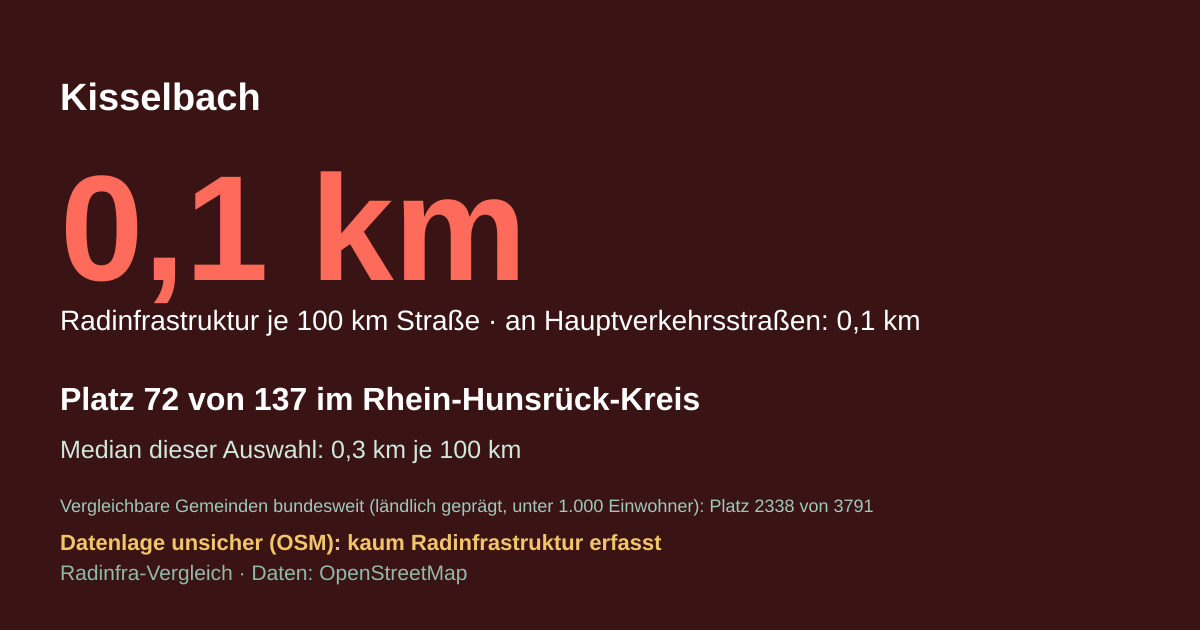 Kisselbach
0,1 km
Radinfrastruktur je 100 km Straße · an Hauptverkehrsstraßen: 0,1 km
Platz 72 von 137 im Rhein-Hunsrück-Kreis
Median dieser Auswahl: 0,3 km je 100 km
Vergleichbare Gemeinden bundesweit (ländlich geprägt, unter 1.000 Einwohner): Platz 2338 von 3791
Datenlage unsicher (OSM): kaum Radinfrastruktur erfasst
Radinfra-Vergleich · Daten: OpenStreetMap